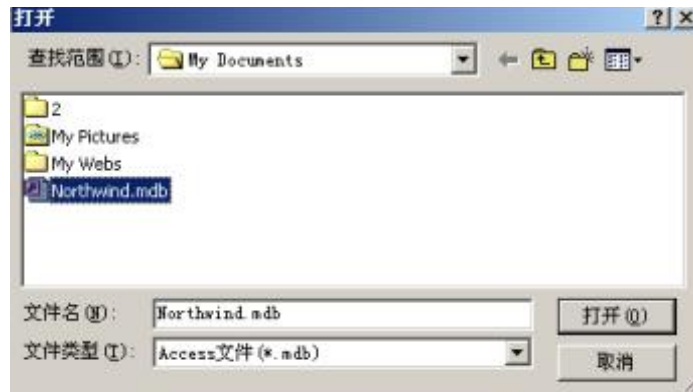 打开
查找范围(I): My Documents
2
My Pictures
My Webs
Northwind.mdb
文件名(N): Northwind.mdb 打开(O)
文件类型(T): Access文件(*.mdb) 取消